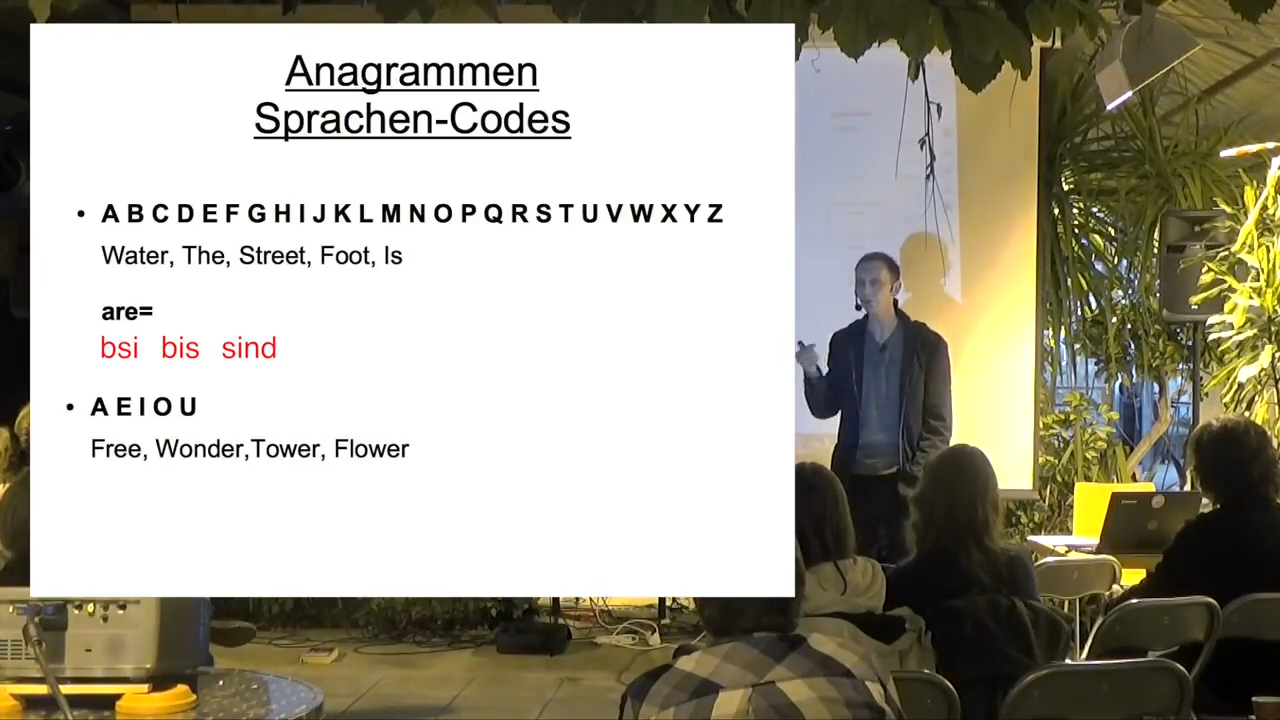 Anagrammen
Sprachen-Codes
• A B C D E F G H I J K L M N O P Q R S T U V W X Y Z
Water, The, Street, Foot, Is
are=
bsi bis sind
• A E I O U
Free, Wonder,Tower, Flower